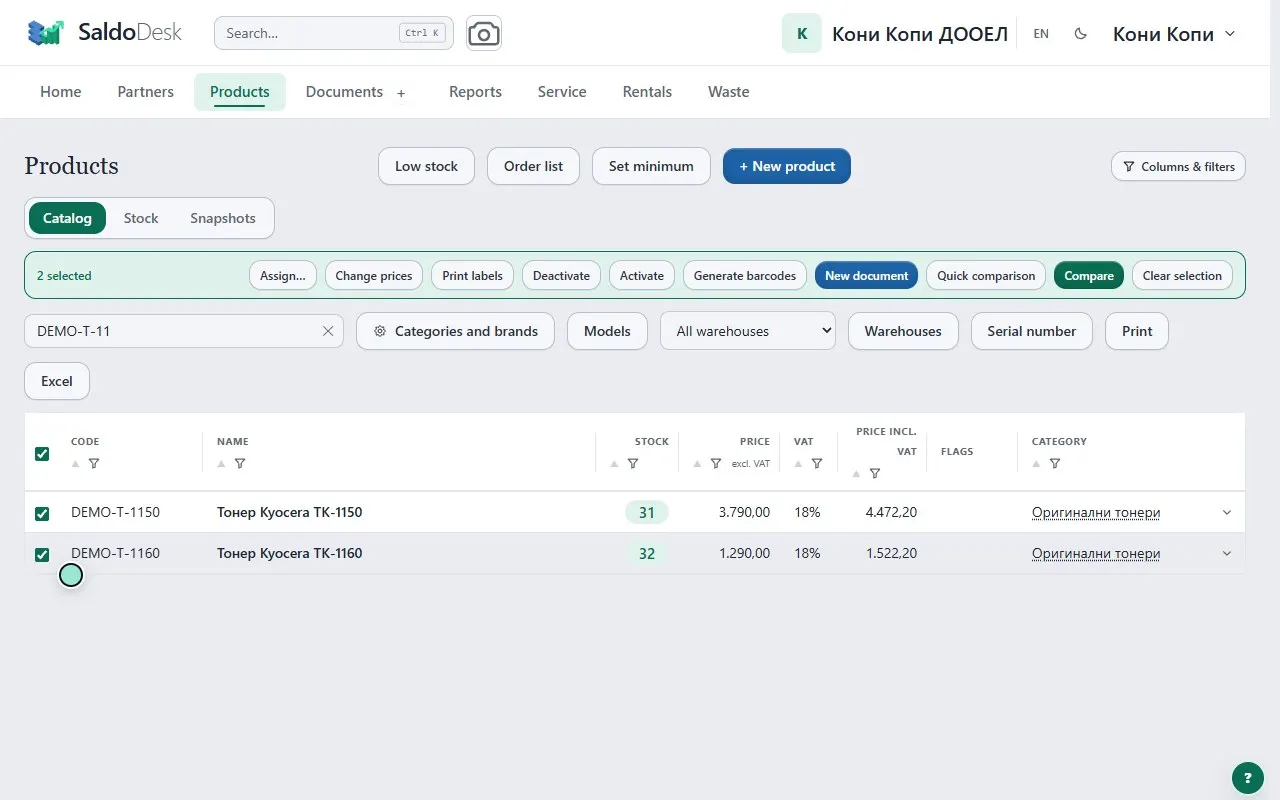 SaldoDesk
Search...
Ctrl K
K
Кони Копи ДООЕЛ
EN
Кони Копи
Home
Partners
Products
Documents +
Reports
Service
Rentals
Waste
Products
Low stock
Order list
Set minimum
+ New product
Columns & filters
Catalog
Stock
Snapshots
2 selected
Assign...
Change prices
Print labels
Deactivate
Activate
Generate barcodes
New document
Quick comparison
Compare
Clear selection
DEMO-T-11
Categories and brands
Models
All warehouses
Warehouses
Serial number
Print
Excel
CODE
NAME
STOCK
PRICE
excl. VAT
VAT
PRICE INCL.
VAT
FLAGS
CATEGORY
DEMO-T-1150 Тонер Kyocera TK-1150 31 3.790,00 18% 4.472,20 Оригинални тонери
DEMO-T-1160 Тонер Kyocera TK-1160 32 1.290,00 18% 1.522,20 Оригинални тонери
?